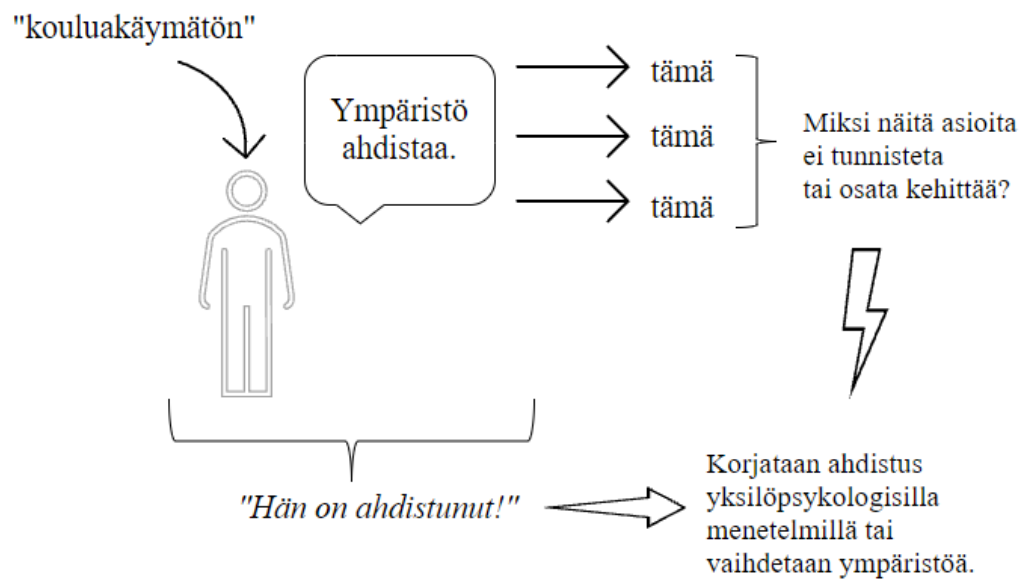 "kouluakäymätön"
Ympäristö
ahdistaa.
tämä
tämä
tämä
Miksi näitä asioita
ei tunnisteta
tai osata kehittää?
"Hän on ahdistunut!"
Korjataan ahdistus
yksilöpsykologisilla
menetelmillä tai
vaihdetaan ympäristöä.